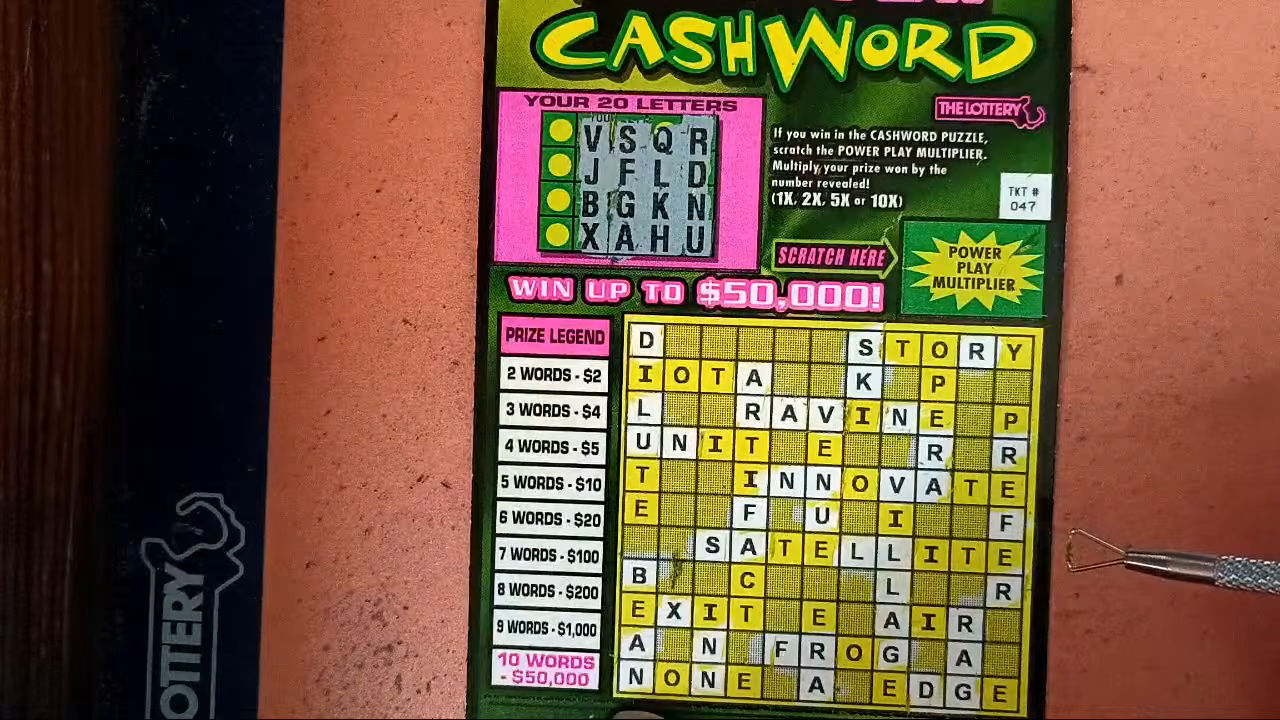 CASHWORD
YOUR 20 LETTERS
V S Q R
J F L D
B G K N
X A H U
THE LOTTERY
If you win in the CASHWORD PUZZLE,
scratch the POWER PLAY MULTIPLIER.
Multiply your prize won by the
number revealed!
(1X, 2X, 5X or 10X)
TKT #
047
SCRATCH HERE
POWER
PLAY
MULTIPLIER
WIN UP TO $50,000!
PRIZE LEGEND
2 WORDS - $2
3 WORDS - $4
4 WORDS - $5
5 WORDS - $10
6 WORDS - $20
7 WORDS - $100
8 WORDS - $200
9 WORDS - $1,000
10 WORDS
- $50,000
D S T O R Y
I O T A K P
L R A V I N E P
U N I T E R R
T I N N O V A T E
E F U I F
S A T E L L I T E
B C L R
E X I T E A I R
A N F R O G A
N O N E A E D G E
OTTERY